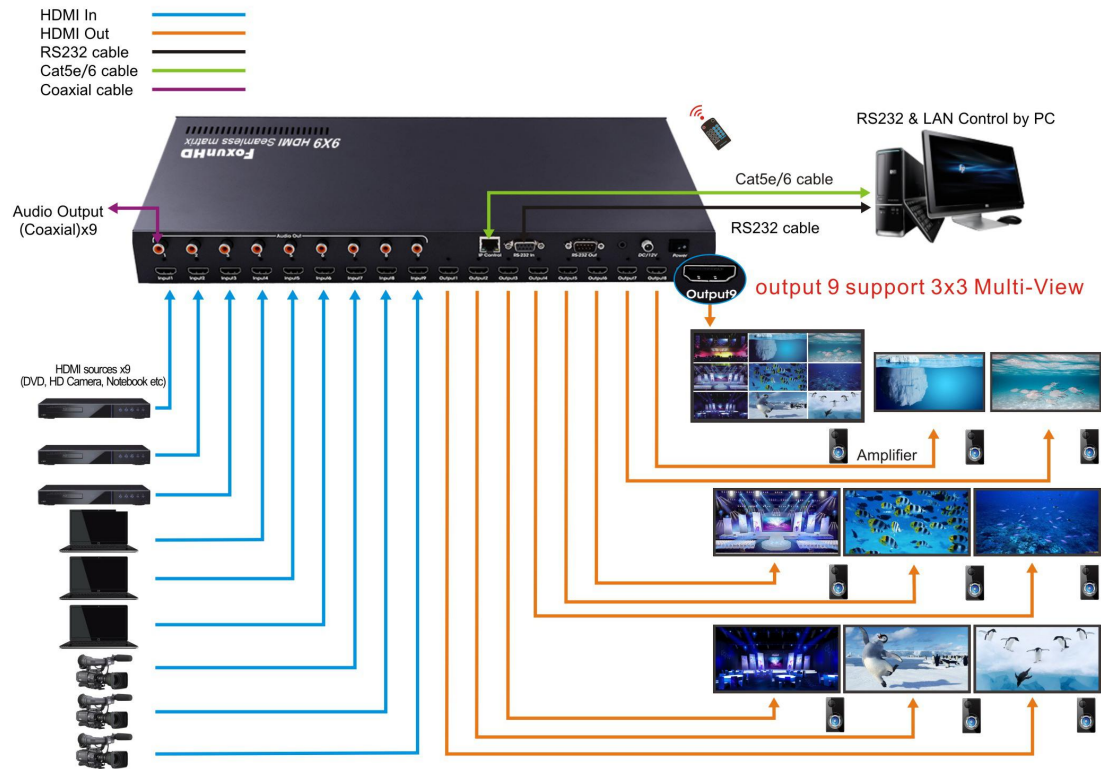 HDMI In
HDMI Out
RS232 cable
Cat5e/6 cable
Coaxial cable
9X9 HDMI Seamless matrix
FoxunHD
RS232 & LAN Control by PC
Cat5e/6 cable
RS232 cable
Audio Output
(Coaxial)x9
Audio Out
IP Control
RS-232 In
RS-232 Out
DC/12V
Power
Input1
Input2
Input3
Input4
Input5
Input6
Input7
Input8
Input9
Output1
Output2
Output3
Output4
Output5
Output6
Output7
Output8
Output9
output 9 support 3x3 Multi-View
HDMI sources x9
(DVD, HD Camera, Notebook etc)
Amplifier